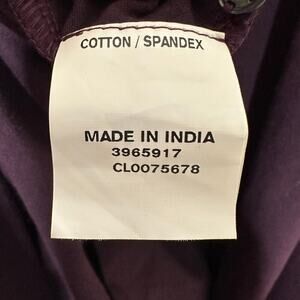 COTTON / SPANDEX
MADE IN INDIA
3965917
CL0075678